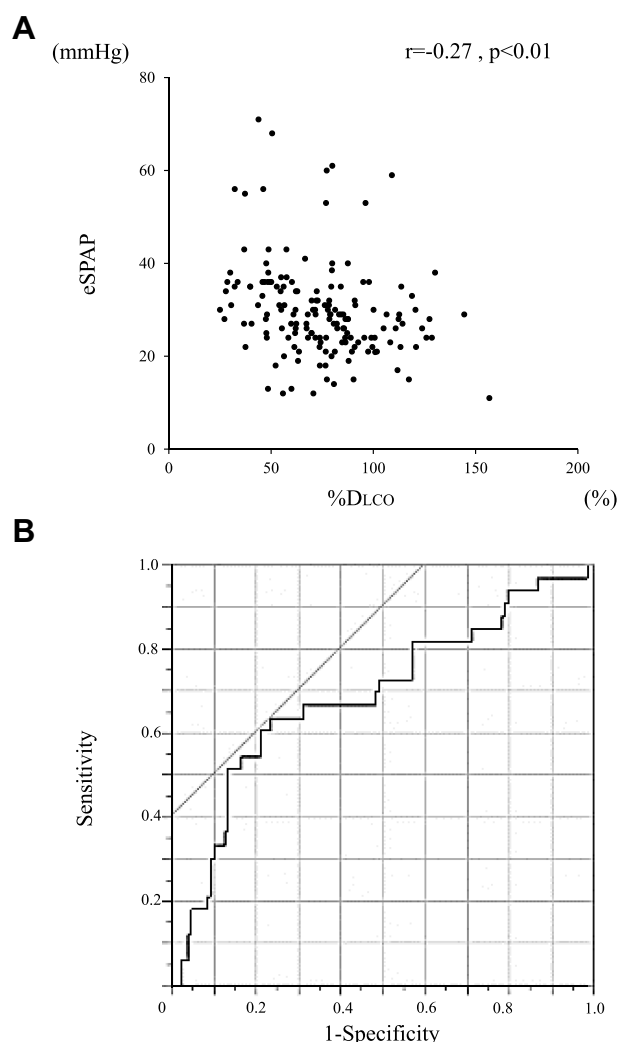 A
(mmHg)
r=-0.27 , p<0.01
80
60
40
20
0
eSPAP
0 50 100 150 200
%DLCO (%)
B
1.0
0.8
0.6
0.4
0.2
Sensitivity
0 0.2 0.4 0.6 0.8 1.0
1-Specificity